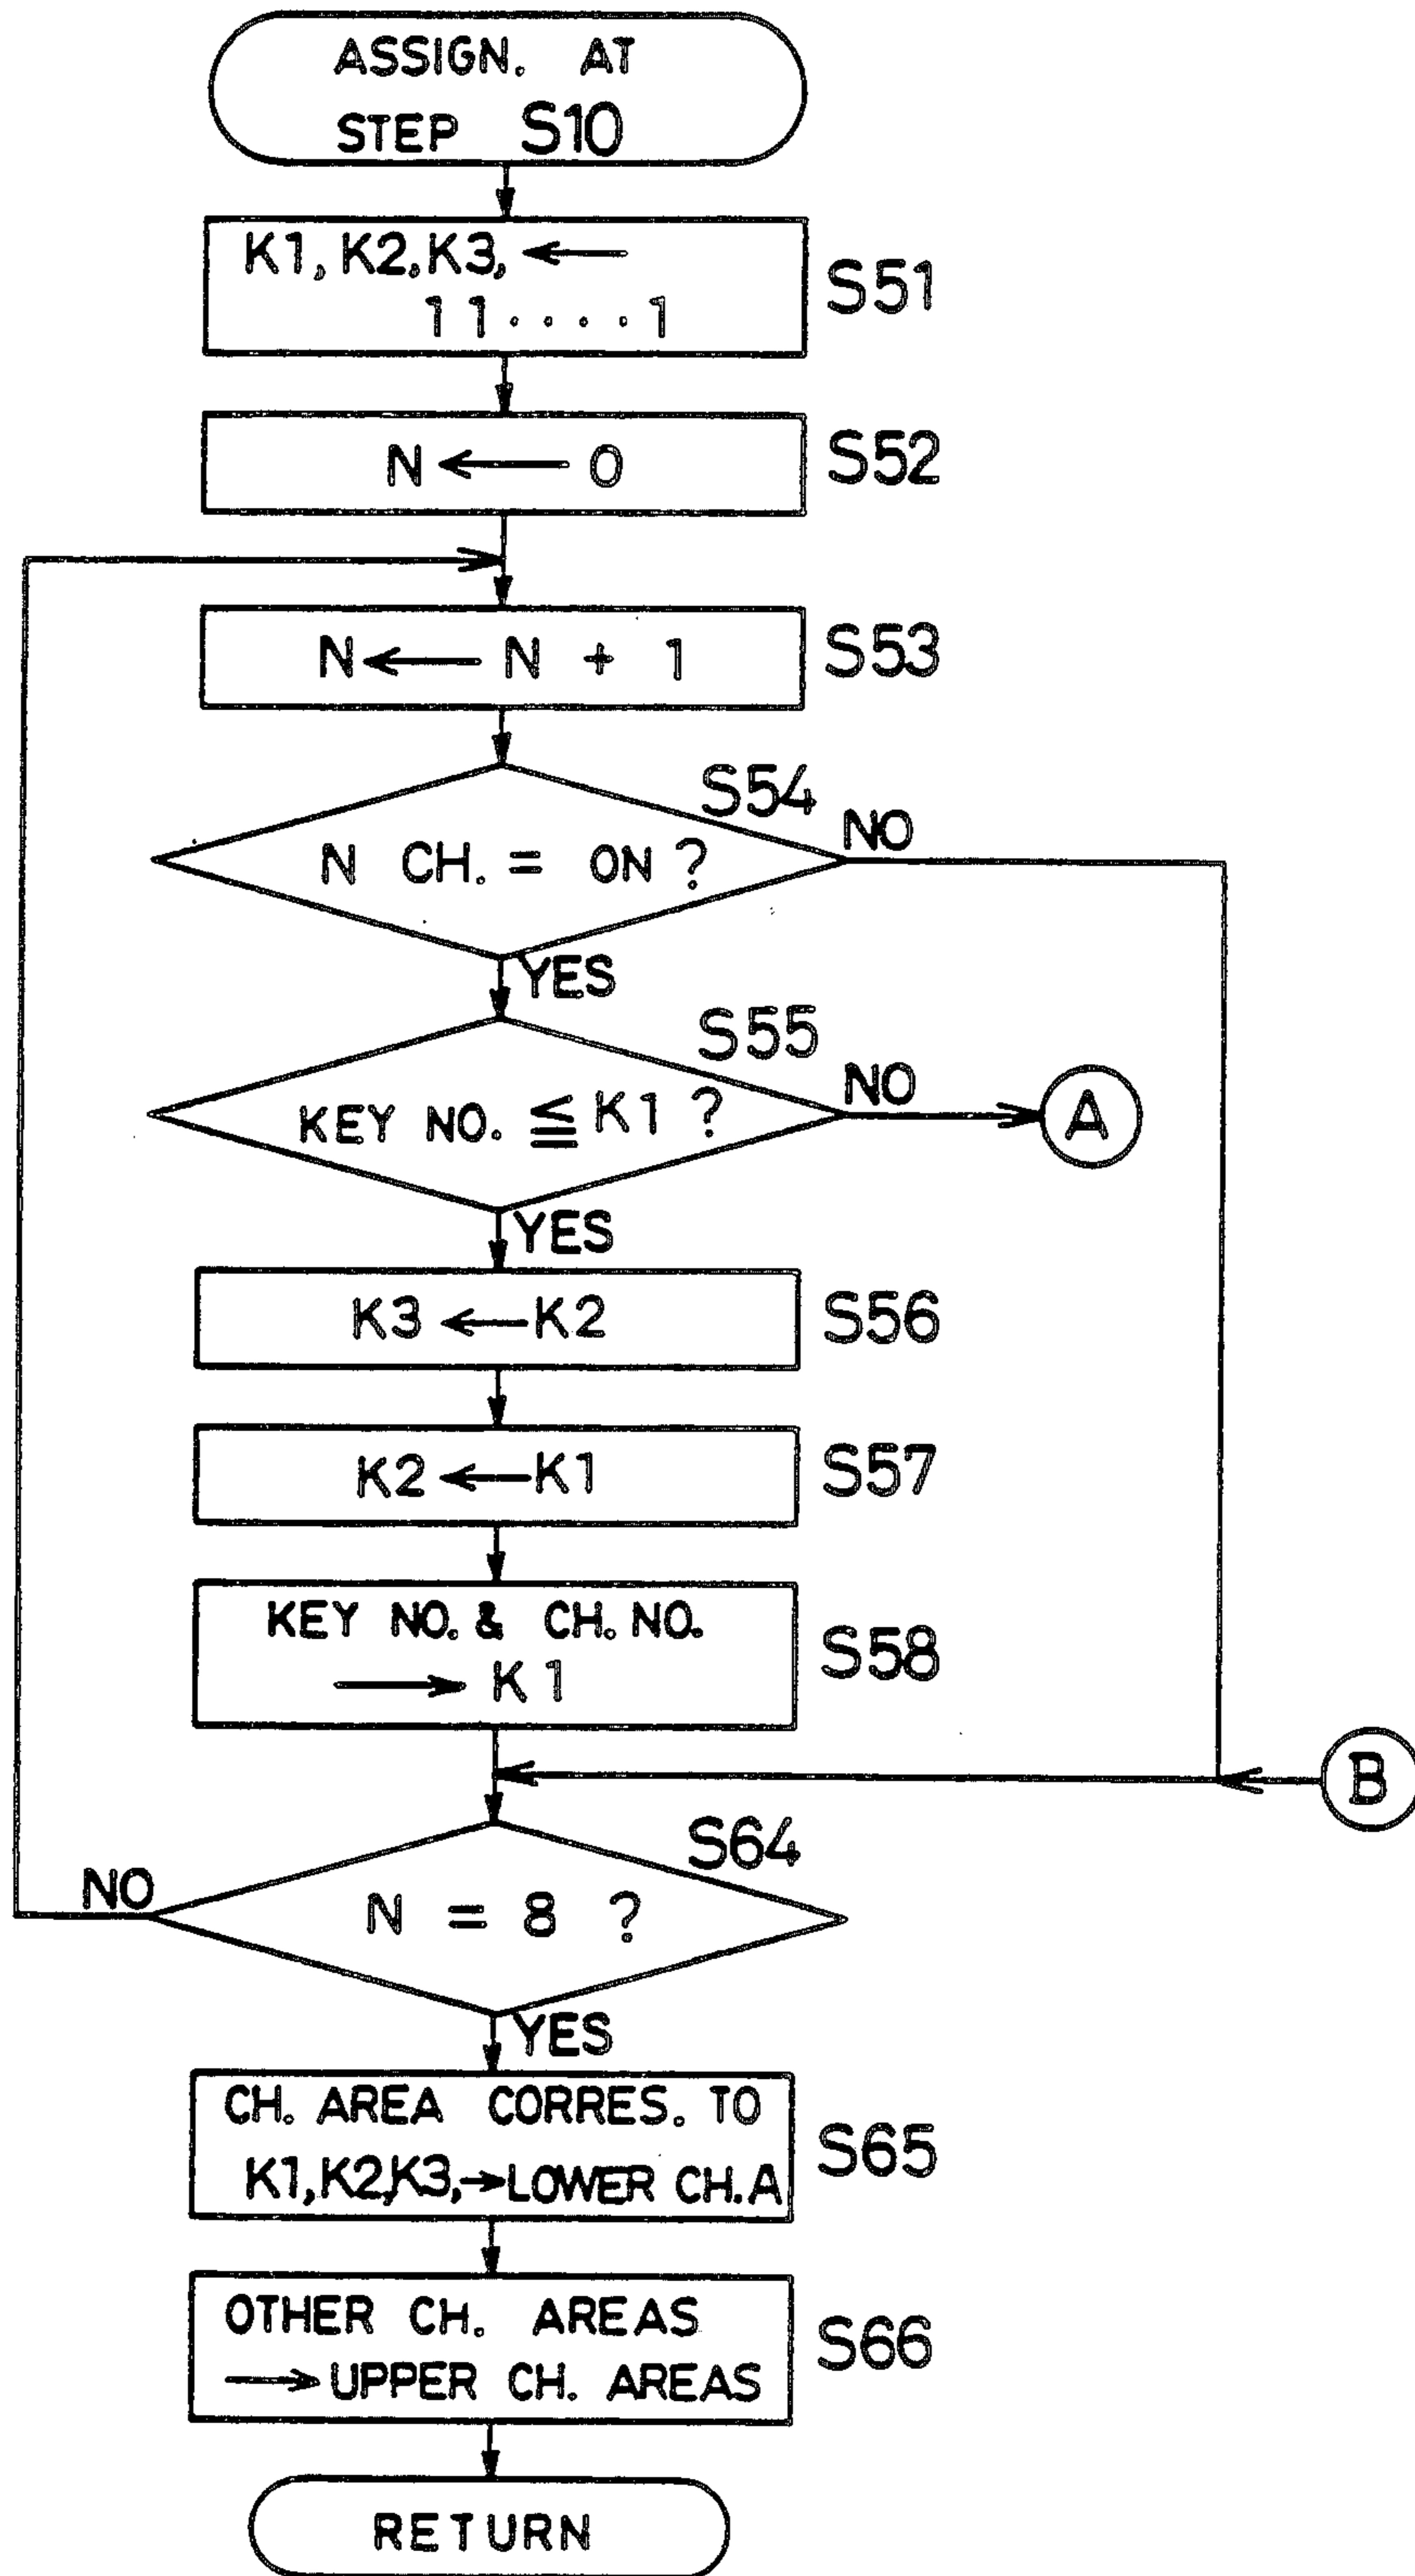 ASSIGN. AT
STEP S10
K1, K2, K3, ←
11 · · · · 1
S51
N ← 0
S52
N ← N + 1
S53
S54
N CH. = ON ?
NO
YES
S55
KEY NO. ≦ K1 ?
NO
A
YES
K3 ← K2
S56
K2 ← K1
S57
KEY NO. & CH. NO.
→ K1
S58
B
S64
NO
N = 8 ?
YES
CH. AREA CORRES. TO
K1, K2, K3, → LOWER CH. A
S65
OTHER CH. AREAS
→ UPPER CH. AREAS
S66
RETURN